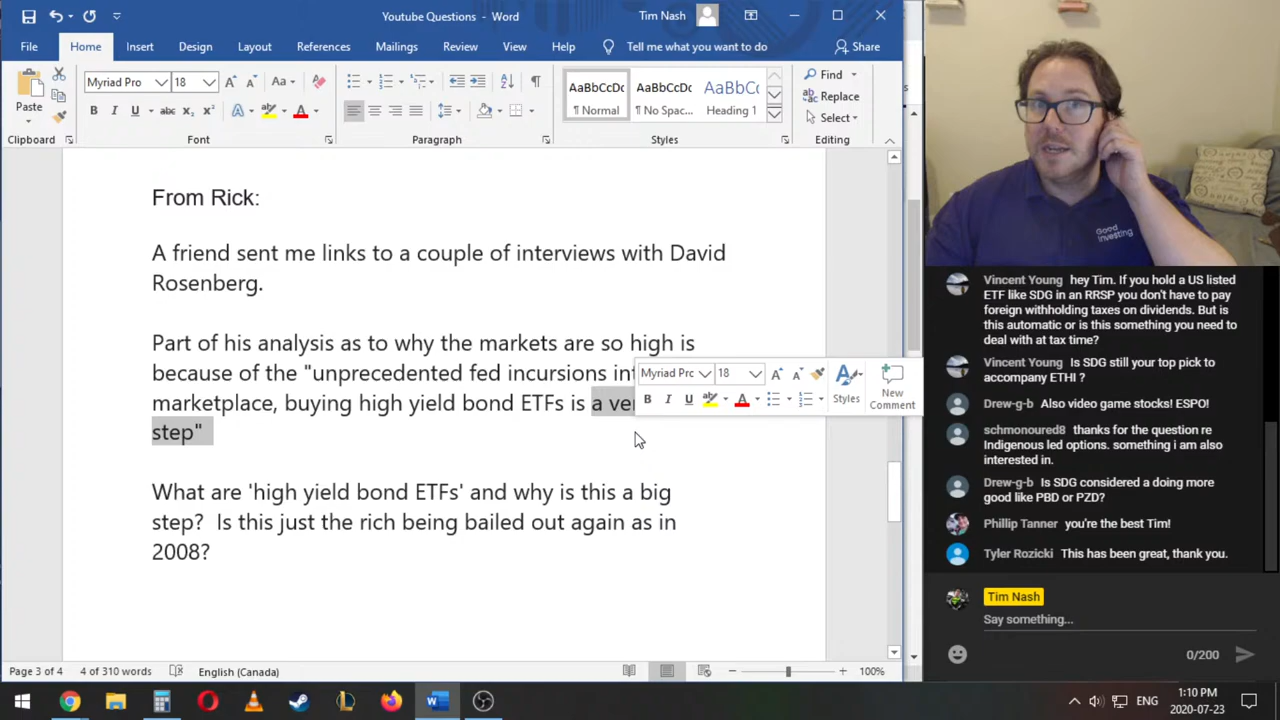 Youtube Questions - Word
Tim Nash
File Home Insert Design Layout References Mailings Review View Help Tell me what you want to do Share
Paste
Myriad Pro 18
Aa
B I U abc x₂ x² A A
AaBbCcDc AaBbCcDc AaBbCc
¶ Normal ¶ No Spac... Heading 1
Find
Replace
Select
Clipboard Font Paragraph Styles Editing
From Rick:
A friend sent me links to a couple of interviews with David
Rosenberg.
Part of his analysis as to why the markets are so high is
because of the "unprecedented fed incursions
marketplace, buying high yield bond ETFs is a
step"
What are 'high yield bond ETFs' and why is this a big
step? Is this just the rich being bailed out again as in
2008?
Myriad Prc 18
B I U A
Styles
New
Comment
Page 3 of 4 4 of 310 words English (Canada) 100%
Good
Investing
Vincent Young hey Tim. If you hold a US listed
ETF like SDG in an RRSP you don't have to pay
foreign withholding taxes on dividends. But is
this automatic or is this something you need to
deal with at tax time?
Vincent Young Is SDG still your top pick to
accompany ETHI ?
Drew-g-b Also video game stocks! ESPO!
schmonoured8 thanks for the question re
Indigenous led options. something i am also
interested in.
Drew-g-b Is SDG considered a doing more
good like PBD or PZD?
Phillip Tanner you're the best Tim!
Tyler Rozicki This has been great, thank you.
Tim Nash
Say something...
0/200
ENG
1:10 PM
2020-07-23